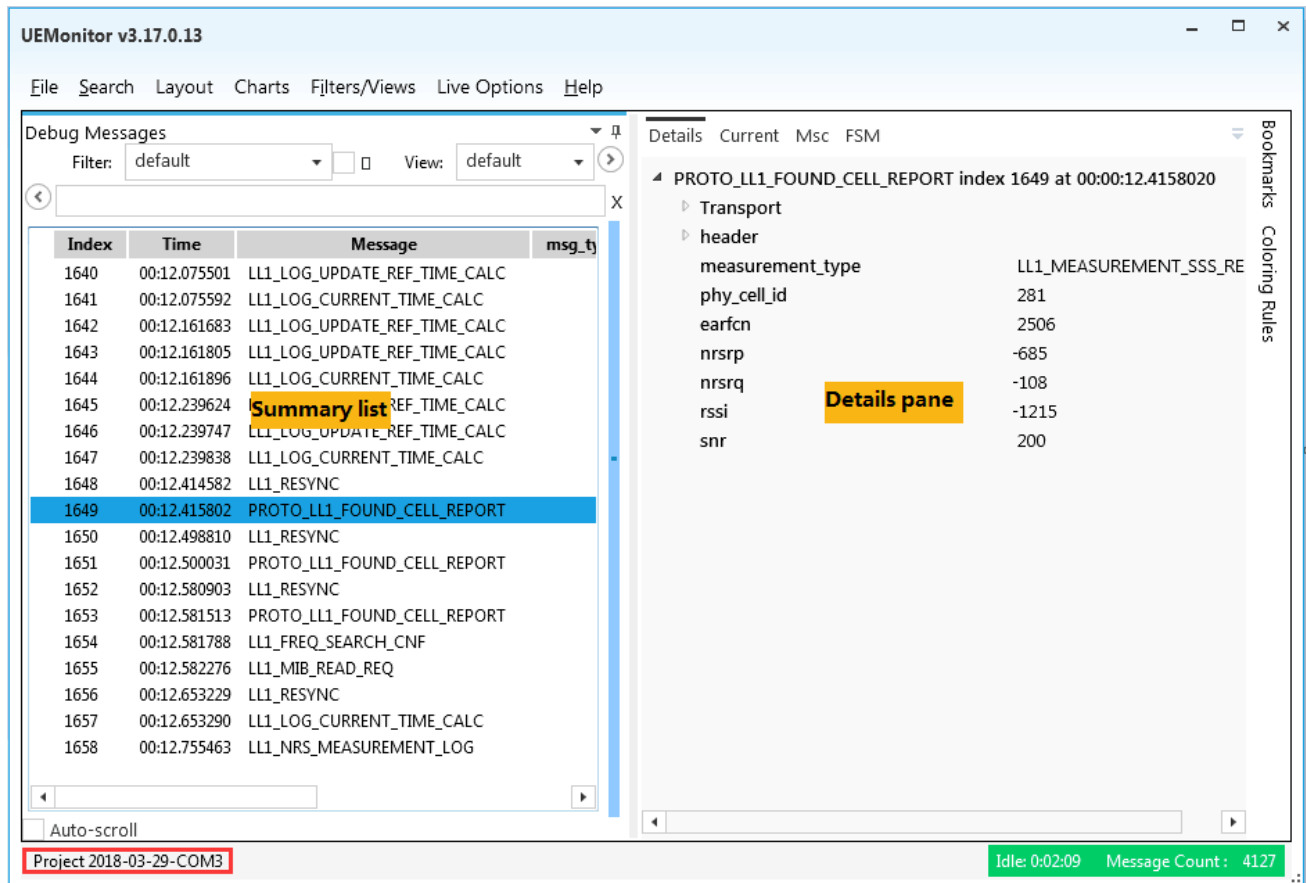 UEMonitor v3.17.0.13
File Search Layout Charts Filters/Views Live Options Help
Debug Messages
Filter: default View: default
X
Index Time Message msg_ty
1640 00:12.075501 LL1_LOG_UPDATE_REF_TIME_CALC
1641 00:12.075592 LL1_LOG_CURRENT_TIME_CALC
1642 00:12.161683 LL1_LOG_UPDATE_REF_TIME_CALC
1643 00:12.161805 LL1_LOG_UPDATE_REF_TIME_CALC
1644 00:12.161896 LL1_LOG_CURRENT_TIME_CALC
1645 00:12.239624 REF_TIME_CALC
Summary list
1646 00:12.239747 LL1_LOG_UPDATE_REF_TIME_CALC
1647 00:12.239838 LL1_LOG_CURRENT_TIME_CALC
1648 00:12.414582 LL1_RESYNC
1649 00:12.415802 PROTO_LL1_FOUND_CELL_REPORT
1650 00:12.498810 LL1_RESYNC
1651 00:12.500031 PROTO_LL1_FOUND_CELL_REPORT
1652 00:12.580903 LL1_RESYNC
1653 00:12.581513 PROTO_LL1_FOUND_CELL_REPORT
1654 00:12.581788 LL1_FREQ_SEARCH_CNF
1655 00:12.582276 LL1_MIB_READ_REQ
1656 00:12.653229 LL1_RESYNC
1657 00:12.653290 LL1_LOG_CURRENT_TIME_CALC
1658 00:12.755463 LL1_NRS_MEASUREMENT_LOG
Auto-scroll
Details Current Msc FSM
PROTO_LL1_FOUND_CELL_REPORT index 1649 at 00:00:12.4158020
Transport
header
measurement_type LL1_MEASUREMENT_SSS_RE
phy_cell_id 281
earfcn 2506
nrsrp -685
nrsrq -108
Details pane
rssi -1215
snr 200
Bookmarks Coloring Rules
Project 2018-03-29-COM3
Idle: 0:02:09 Message Count : 4127